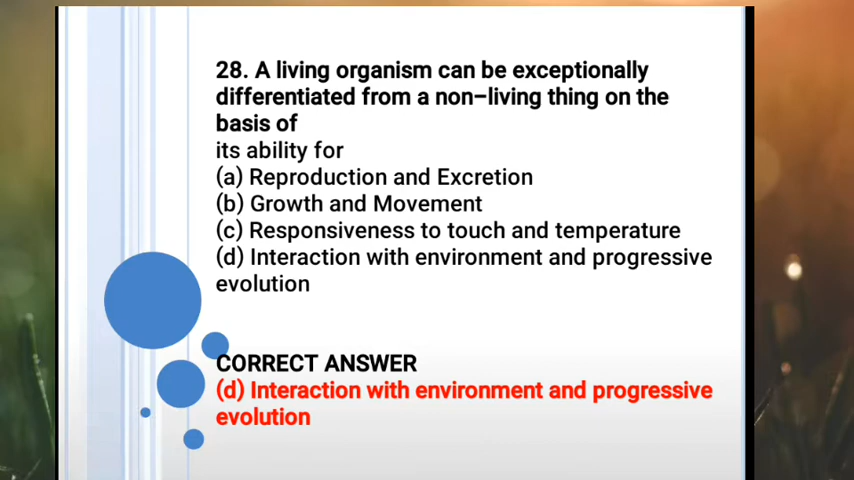 28. A living organism can be exceptionally
differentiated from a non–living thing on the
basis of
its ability for
(a) Reproduction and Excretion
(b) Growth and Movement
(c) Responsiveness to touch and temperature
(d) Interaction with environment and progressive
evolution
CORRECT ANSWER
(d) Interaction with environment and progressive
evolution